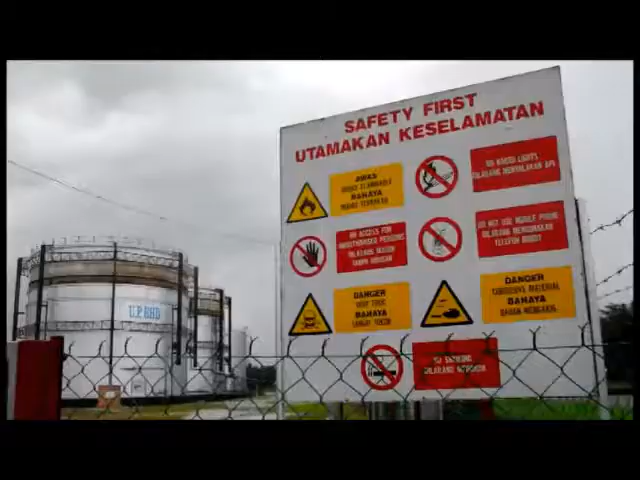 SAFETY FIRST
UTAMAKAN KESELAMATAN
AWAS
HIGHLY FLAMMABLE
BAHAYA
MUDAH TERBAKAR
NO NAKED LIGHTS
DILARANG MENYALAKAN API
NO ACCESS FOR
UNAUTHORISED PERSONS
DILARANG MASUK
TANPA KEBENARAN
DO NOT USE MOBILE PHONE
DILARANG MENGGUNAKAN
TELEFON BIMBIT
DANGER
VERY TOXIC
BAHAYA
SANGAT TOKSIK
DANGER
CORROSIVE MATERIAL
BAHAYA
BAHAN MENGAKIS
NO SMOKING
DILARANG MEROKOK
U.P.BHD